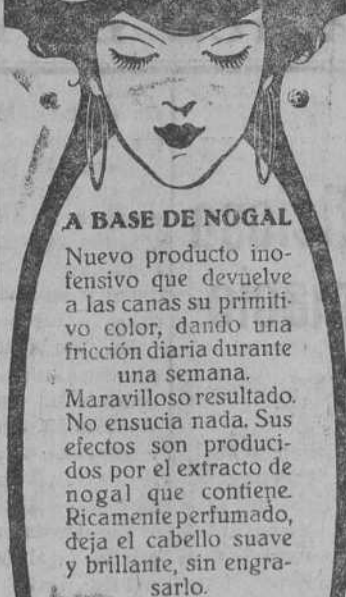 A BASE DE NOGAL
Nuevo producto ino-
fensivo que devuelve
a las canas su primiti-
vo color, dando una
fricción diaria durante
una semana.
Maravilloso resultado.
No ensucia nada. Sus
efectos son produci-
dos por el extracto de
nogal que contiene.
Ricamente perfumado,
deja el cabello suave
y brillante, sin engra-
sarlo.